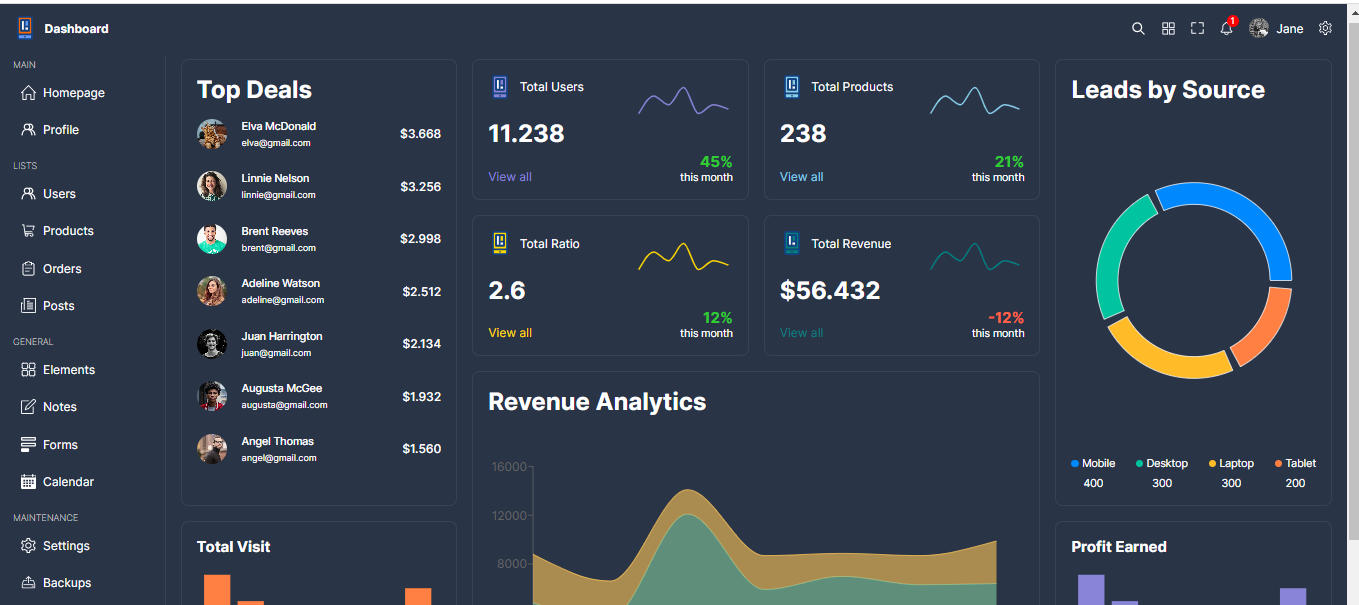 Dashboard
1
Jane
MAIN
Homepage
Profile
LISTS
Users
Products
Orders
Posts
GENERAL
Elements
Notes
Forms
Calendar
MAINTENANCE
Settings
Backups
Top Deals
Elva McDonald
elva@gmail.com
$3.668
Linnie Nelson
linnie@gmail.com
$3.256
Brent Reeves
brent@gmail.com
$2.998
Adeline Watson
adeline@gmail.com
$2.512
Juan Harrington
juan@gmail.com
$2.134
Augusta McGee
augusta@gmail.com
$1.932
Angel Thomas
angel@gmail.com
$1.560
Total Visit
Total Users
11.238
View all
45%
this month
Total Products
238
View all
21%
this month
Total Ratio
2.6
View all
12%
this month
Total Revenue
$56.432
View all
-12%
this month
Revenue Analytics
16000
12000
8000
Leads by Source
Mobile
400
Desktop
300
Laptop
300
Tablet
200
Profit Earned